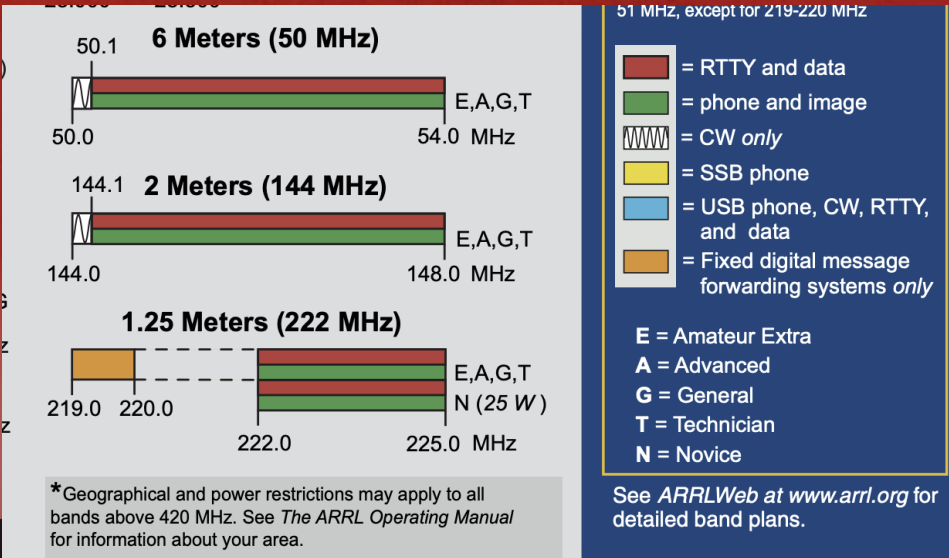 51 MHz, except for 219-220 MHz
6 Meters (50 MHz)
50.1
E,A,G,T
50.0
54.0 MHz
144.1
2 Meters (144 MHz)
E,A,G,T
144.0
148.0 MHz
1.25 Meters (222 MHz)
E,A,G,T
N (25 W)
219.0 220.0
222.0
225.0 MHz
*Geographical and power restrictions may apply to all
bands above 420 MHz. See The ARRL Operating Manual
for information about your area.
= RTTY and data
= phone and image
= CW only
= SSB phone
= USB phone, CW, RTTY,
and data
= Fixed digital message
forwarding systems only
E = Amateur Extra
A = Advanced
G = General
T = Technician
N = Novice
See ARRLWeb at www.arrl.org for
detailed band plans.